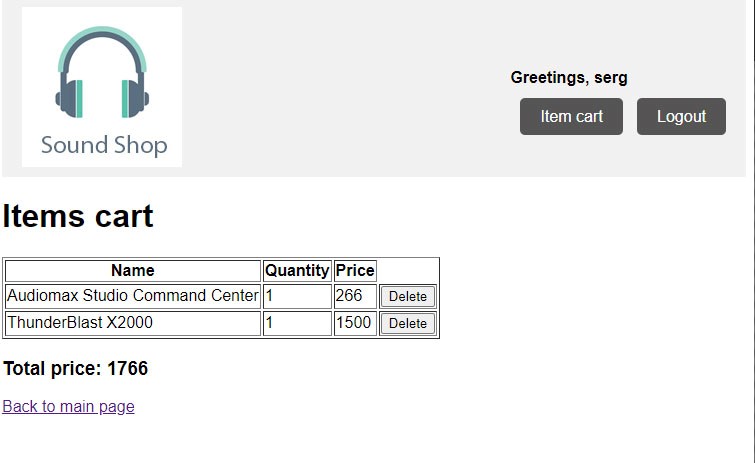 Sound Shop
Greetings, serg
Item cart Logout
Items cart
Name Quantity Price
Audiomax Studio Command Center 1 266 Delete
ThunderBlast X2000 1 1500 Delete
Total price: 1766
Back to main page